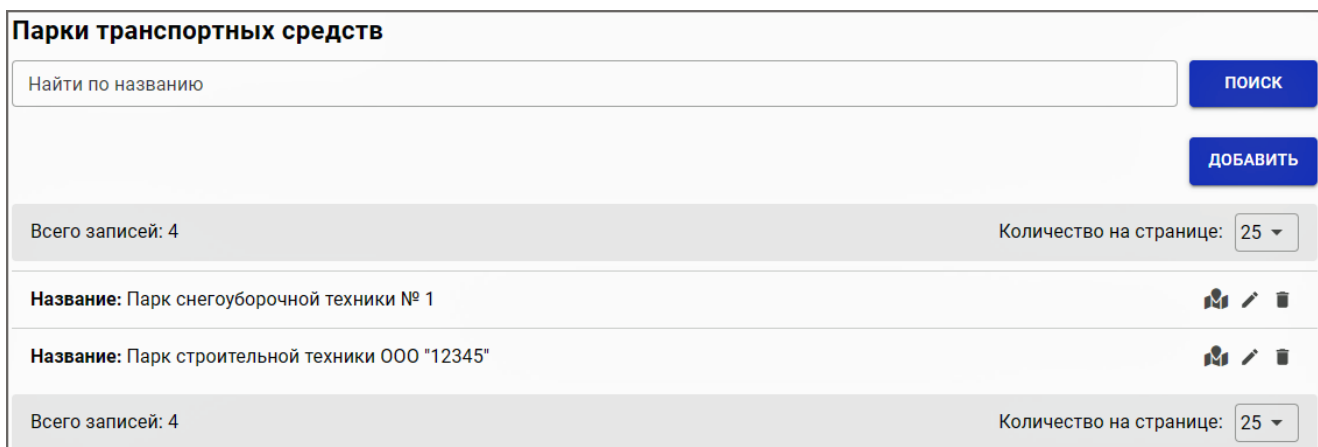 Парки транспортных средств
Найти по названию ПОИСК
ДОБАВИТЬ
Всего записей: 4 Количество на странице: 25
Название: Парк снегоуборочной техники № 1
Название: Парк строительной техники ООО "12345"
Всего записей: 4 Количество на странице: 25